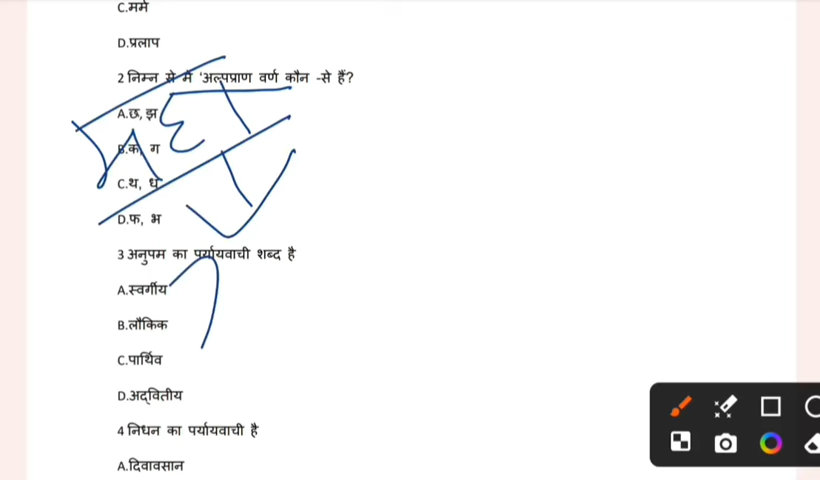 C.मर्म
D.प्रलाप
2 निम्न से मे 'अल्पप्राण वर्ण कौन -से हैं?
A.छ, झ
B.क, ग
C.थ, ध
D.फ, भ
3 अनुपम का पर्यायवाची शब्द है
A.स्वर्गीय
B.लौकिक
C.पार्थिव
D.अद्वितीय
4 निधन का पर्यायवाची है
A.दिवावसान